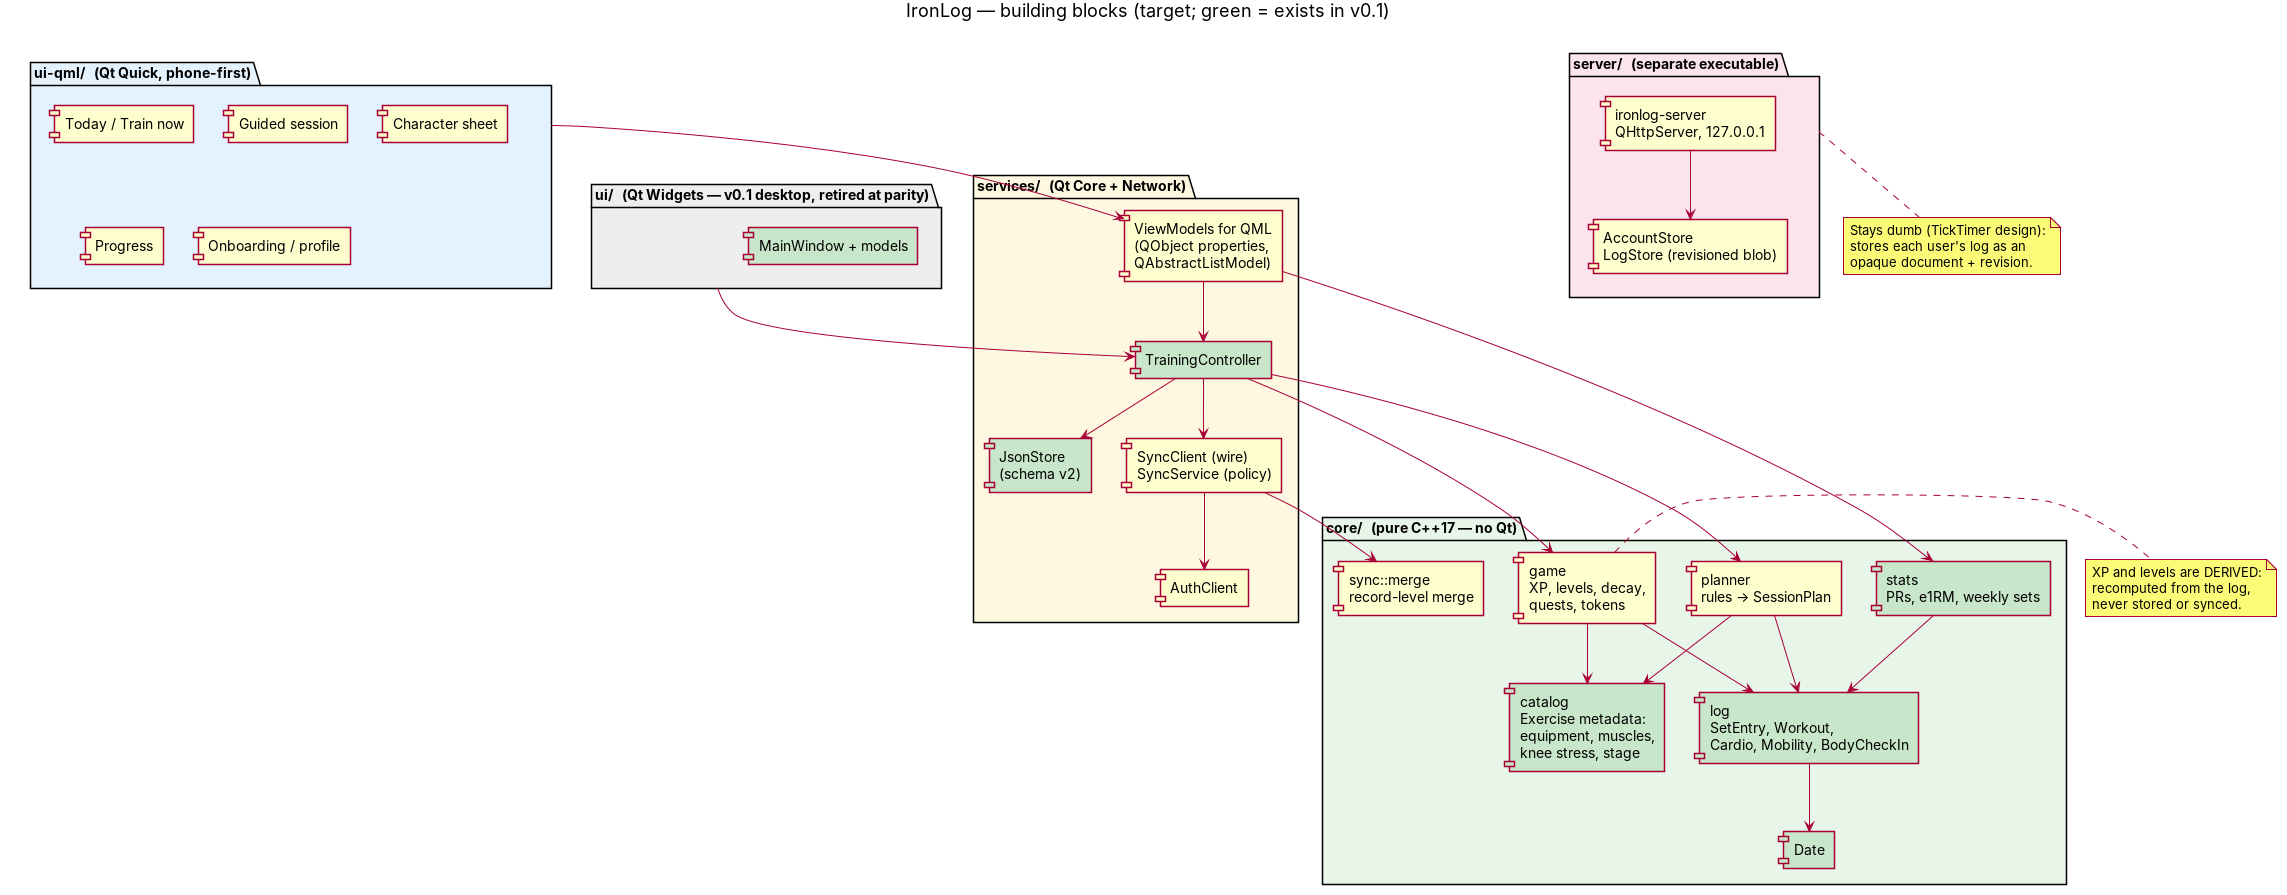 IronLog — building blocks (target; green = exists in v0.1)
ui-qml/ (Qt Quick, phone-first)
Today / Train now
Guided session
Character sheet
Progress
Onboarding / profile
ui/ (Qt Widgets — v0.1 desktop, retired at parity)
MainWindow + models
services/ (Qt Core + Network)
ViewModels for QML
(QObject properties,
QAbstractListModel)
TrainingController
JsonStore
(schema v2)
SyncClient (wire)
SyncService (policy)
AuthClient
server/ (separate executable)
ironlog-server
QHttpServer, 127.0.0.1
AccountStore
LogStore (revisioned blob)
Stays dumb (TickTimer design):
stores each user's log as an
opaque document + revision.
core/ (pure C++17 — no Qt)
sync::merge
record-level merge
game
XP, levels, decay,
quests, tokens
planner
rules → SessionPlan
stats
PRs, e1RM, weekly sets
XP and levels are DERIVED:
recomputed from the log,
never stored or synced.
catalog
Exercise metadata:
equipment, muscles,
knee stress, stage
log
SetEntry, Workout,
Cardio, Mobility, BodyCheckIn
Date